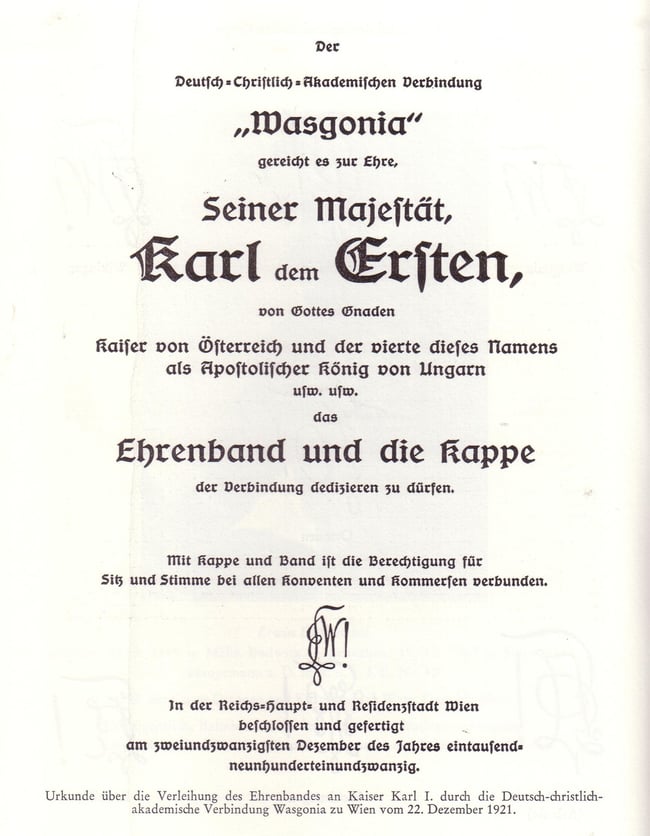 Der
Deutſch=Chriſtlich=Akademiſchen Verbindung
„Wasgonia“
gereicht es zur Ehre,
Seiner Majeſtät,
Karl dem Erſten,
von Gottes Gnaden
Kaiſer von Öſterreich und der vierte dieſes Namens
als Apoſtoliſcher König von Ungarn
uſw. uſw.
das
Ehrenband und die Kappe
der Verbindung dedizieren zu dürfen.
Mit Kappe und Band iſt die Berechtigung für
Sitz und Stimme bei allen Konventen und Kommerſen verbunden.
W!
In der Reichs=Haupt= und Reſidenzſtadt Wien
beſchloſſen und gefertigt
am zweiundzwanzigſten Dezember des Jahres eintauſend=
neunhunderteinundzwanzig.
Urkunde über die Verleihung des Ehrenbandes an Kaiser Karl I. durch die Deutsch-christlich-
akademische Verbindung Wasgonia zu Wien vom 22. Dezember 1921.